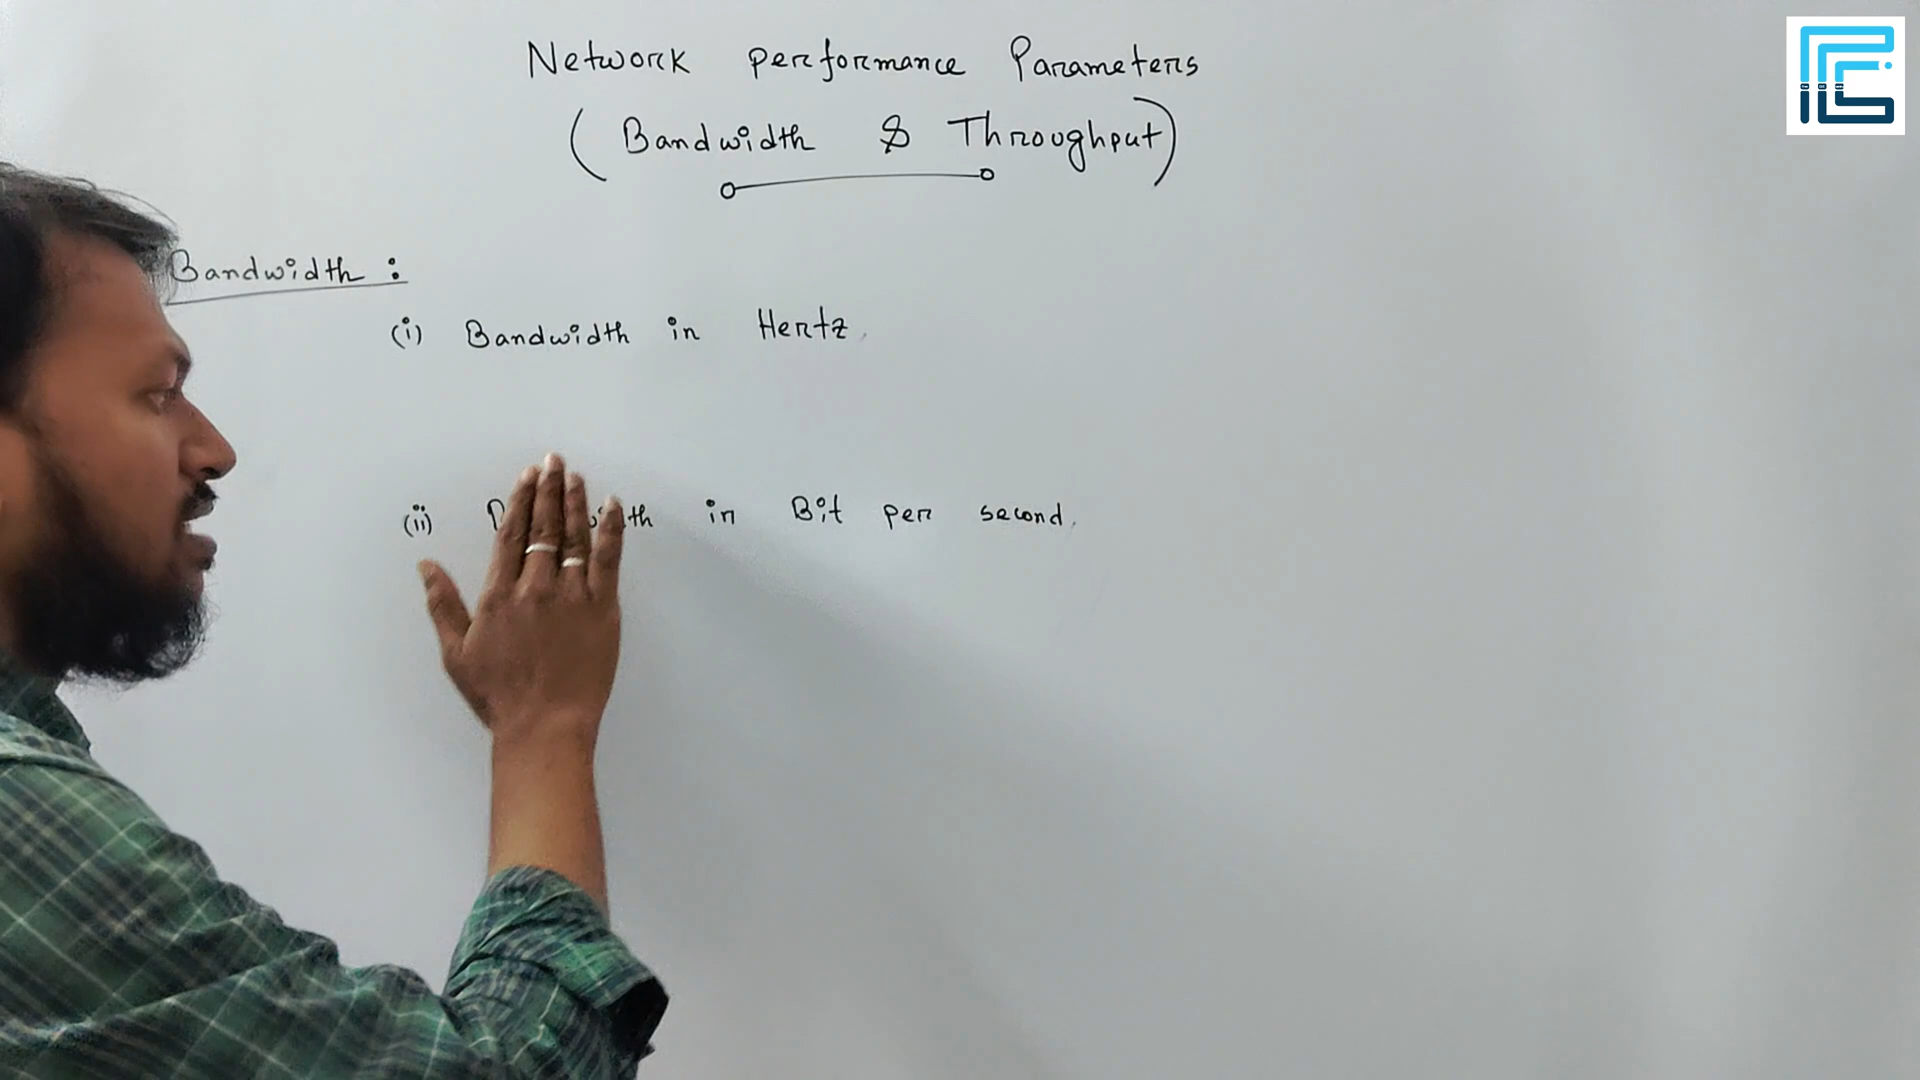 Network performance Parameters
(Bandwidth & Throughput)
Bandwidth :
(i) Bandwidth in Hertz.
(ii) in Bit per second.